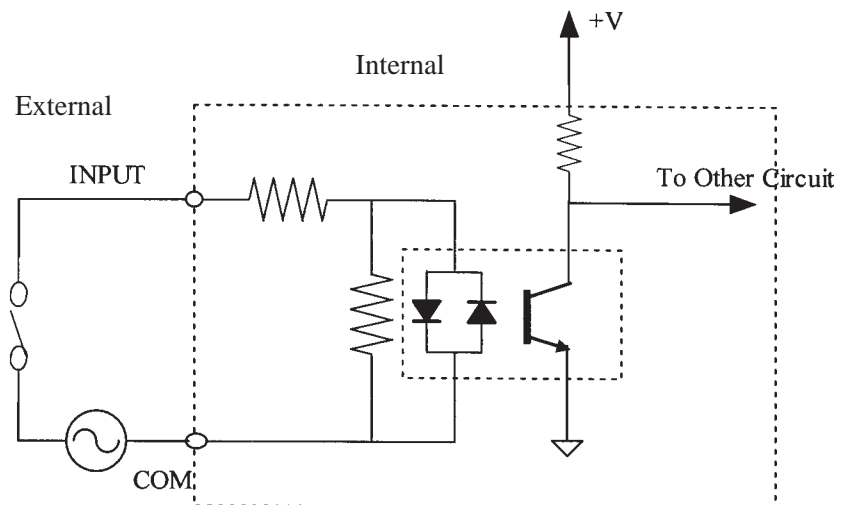 +V
Internal
External
INPUT
To Other Circuit
COM